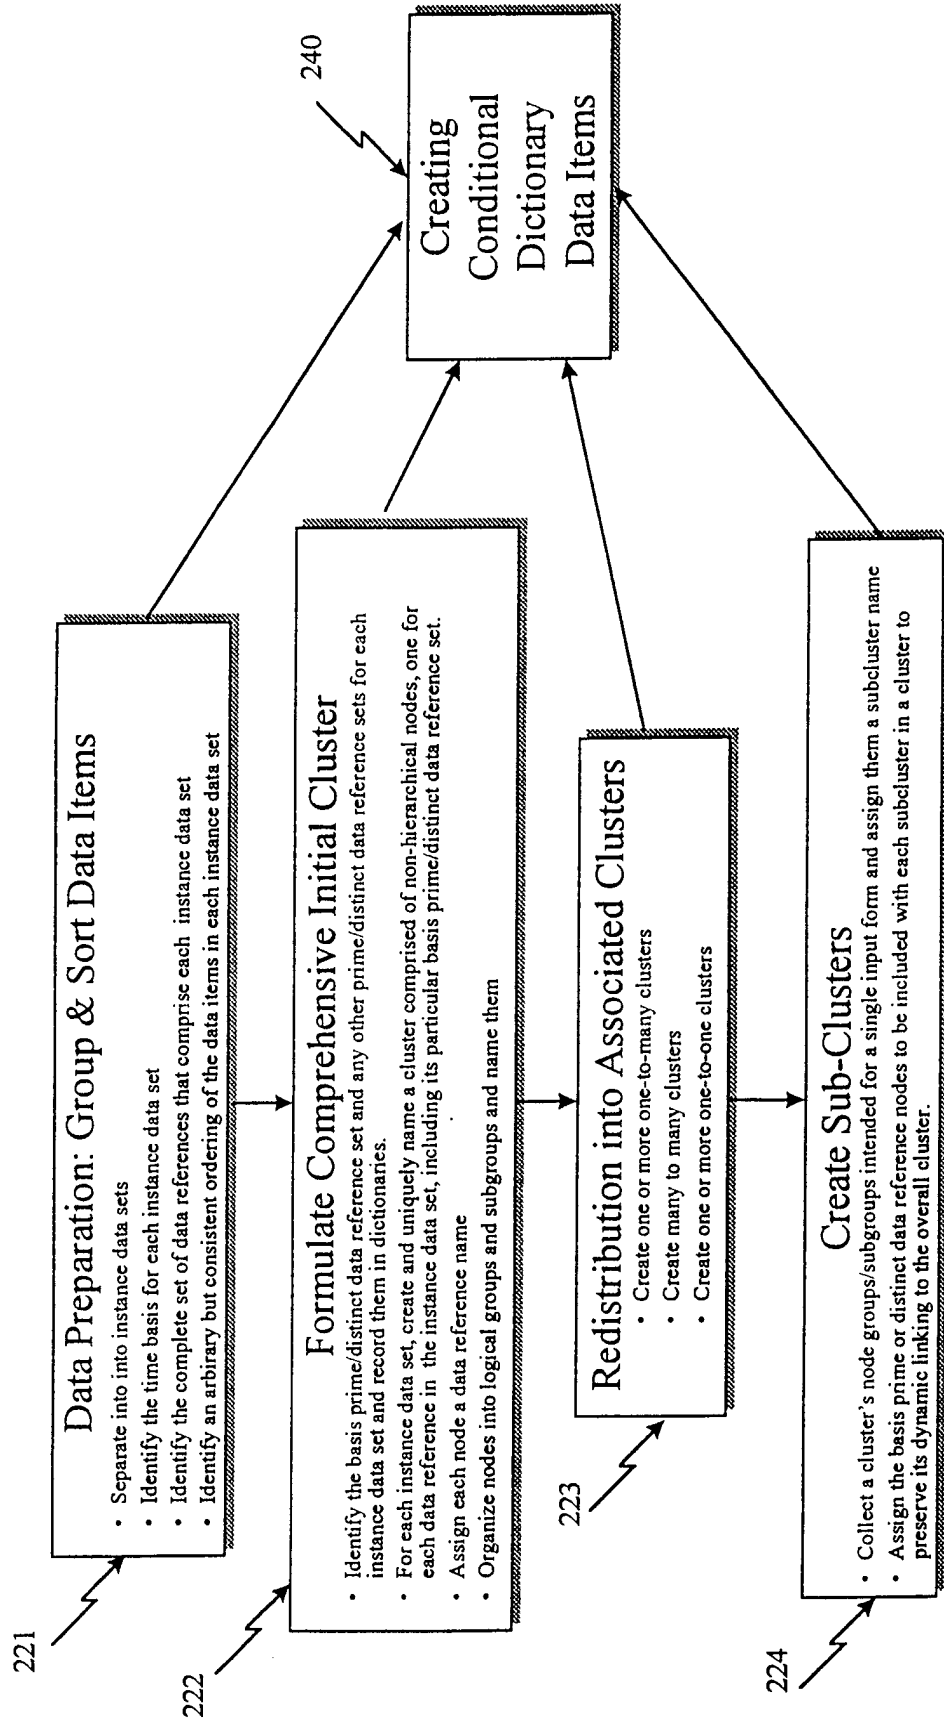 221
Data Preparation: Group & Sort Data Items
• Separate into into instance data sets
• Identify the time basis for each instance data set
• Identify the complete set of data references that comprise each instance data set
• Identify an arbirary but consistent ordering of the data items in each instance data set
222
Formulate Comprehensive Initial Cluster
• Identify the basis prime/distinct data reference set and any other prime/distinct data reference sets for each
instance data set and record them in dictionaries.
• For each instance data set, create and uniquely name a cluster comprised of non-hierarchical nodes, one for
each data reference in the instance data set, including its particular basis prime/distinct data reference set.
• Assign each node a data reference name
• Organize nodes into logical groups and subgroups and name them
223
Redistribution into Associated Clusters
• Create one or more one-to-many clusters
• Create many to many clusters
• Create one or more one-to-one clusters
224
Create Sub-Clusters
• Collect a cluster's node groups/subgroups intended for a single input form and assign them a subcluster name
• Assign the basis prime or distinct data reference nodes to be included with each subcluster in a cluster to
preserve its dynamic linking to the overall cluster.
240
Creating
Conditional
Dictionary
Data Items